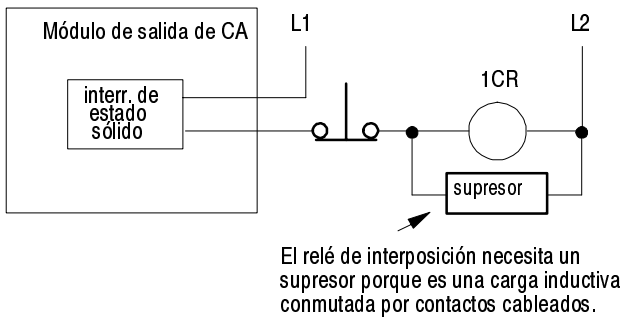 Módulo de salida de CA
L1
L2
interr. de
estado
sólido
1CR
supresor
El relé de interposición necesita un
supresor porque es una carga inductiva
conmutada por contactos cableados.